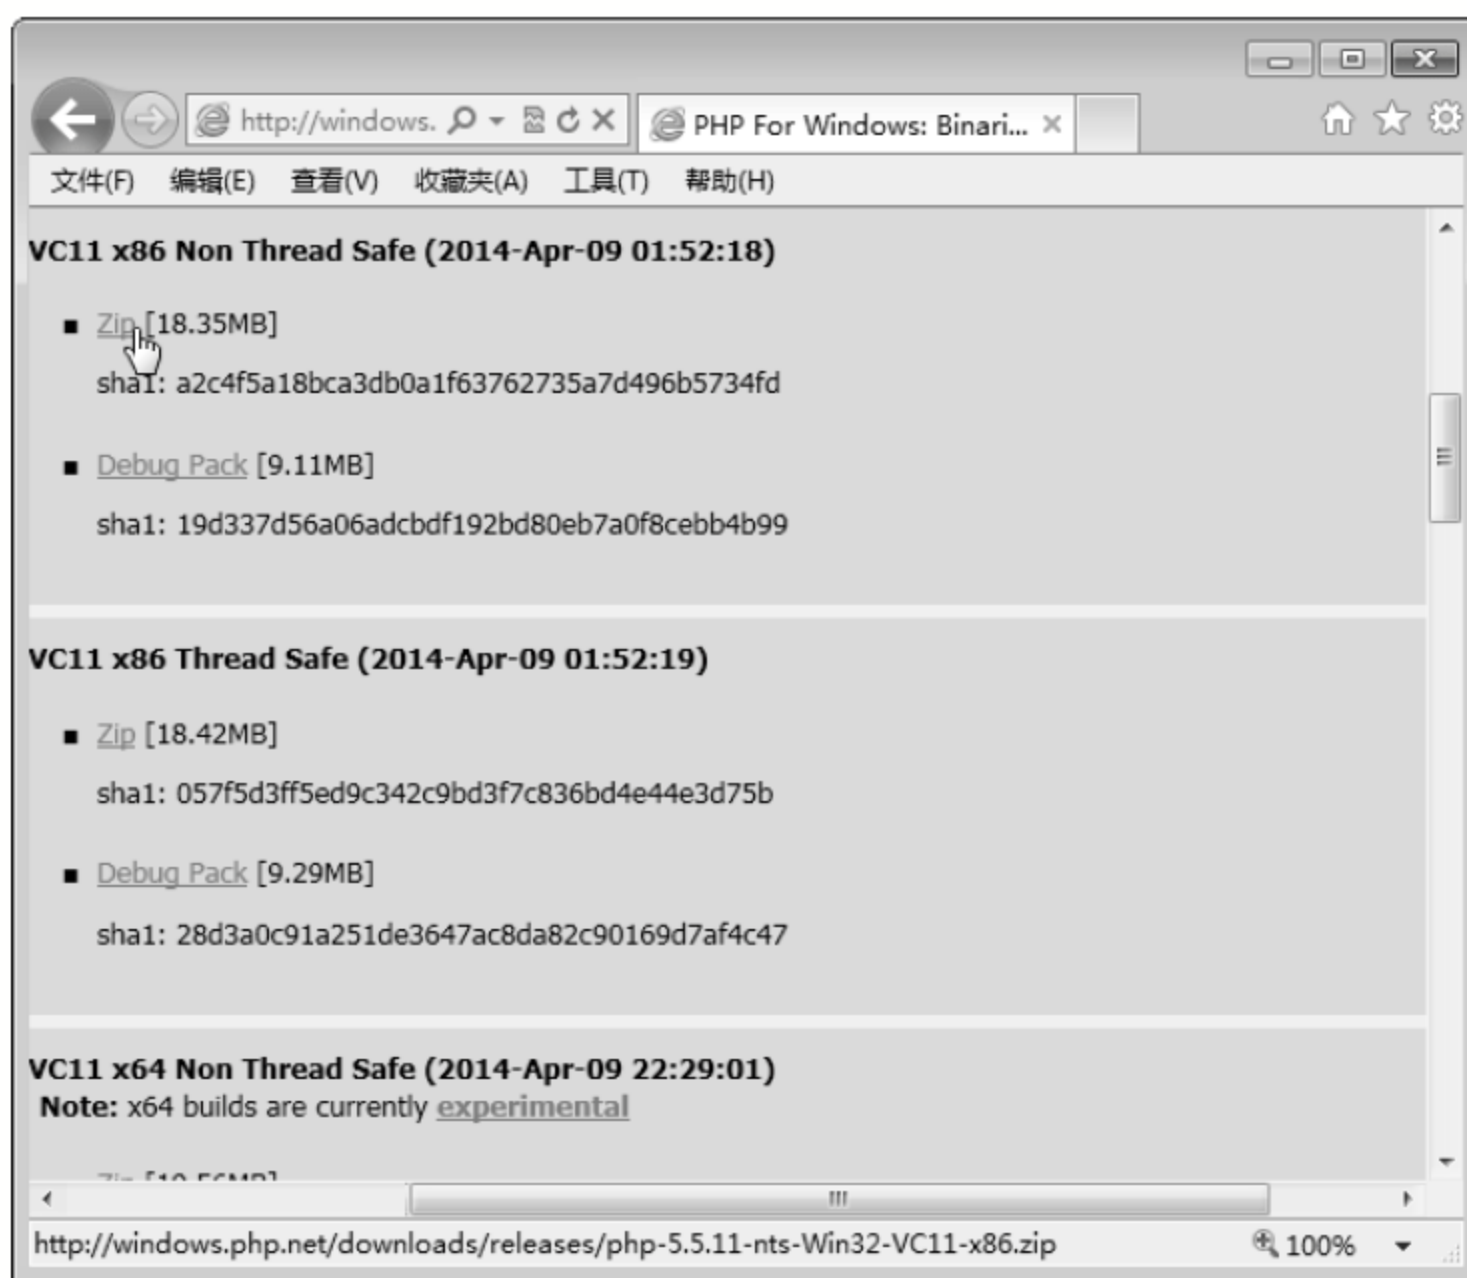 http://windows.
PHP For Windows: Binari...
文件(F) 编辑(E) 查看(V) 收藏夹(A) 工具(T) 帮助(H)
VC11 x86 Non Thread Safe (2014-Apr-09 01:52:18)
Zip [18.35MB]
sha1: a2c4f5a18bca3db0a1f63762735a7d496b5734fd
Debug Pack [9.11MB]
sha1: 19d337d56a06adcbdf192bd80eb7a0f8cebb4b99
VC11 x86 Thread Safe (2014-Apr-09 01:52:19)
Zip [18.42MB]
sha1: 057f5d3ff5ed9c342c9bd3f7c836bd4e44e3d75b
Debug Pack [9.29MB]
sha1: 28d3a0c91a251de3647ac8da82c90169d7af4c47
VC11 x64 Non Thread Safe (2014-Apr-09 22:29:01)
Note: x64 builds are currently experimental
http://windows.php.net/downloads/releases/php-5.5.11-nts-Win32-VC11-x86.zip
100%